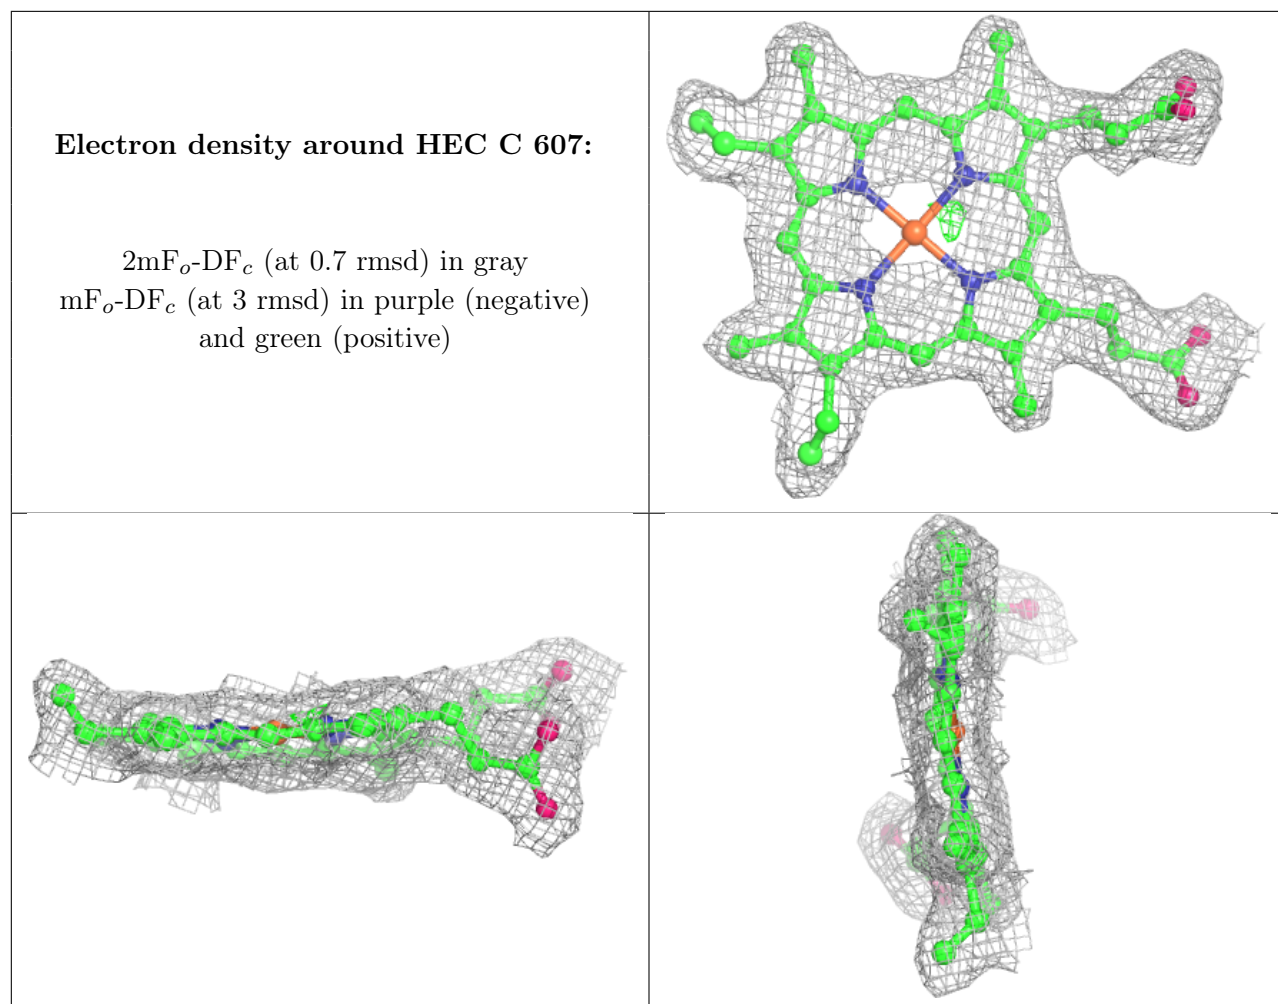 Electron density around HEC C 607:
2mFo-DFc (at 0.7 rmsd) in gray
mFo-DFc (at 3 rmsd) in purple (negative)
and green (positive)